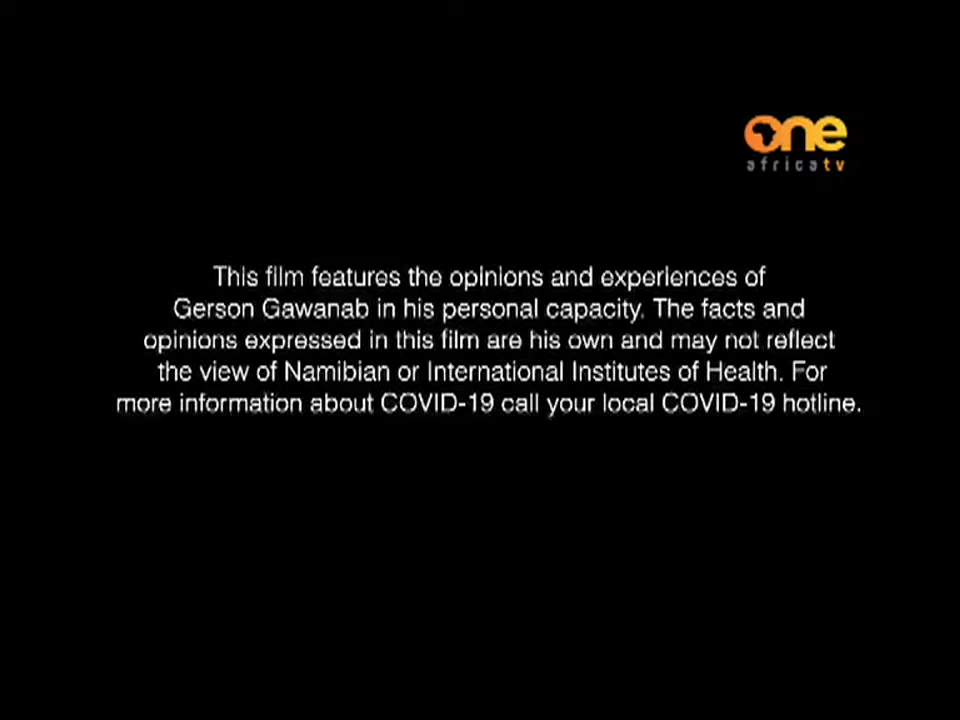 one
africatv
This film features the opinions and experiences of
Gerson Gawanab in his personal capacity. The facts and
opinions expressed in this film are his own and may not reflect
the view of Namibian or International Institutes of Health. For
more information about COVID-19 call your local COVID-19 hotline.